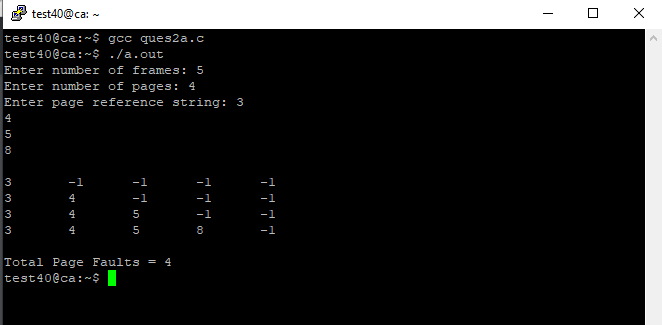 test40@ca: ~
test40@ca:~$ gcc ques2a.c
test40@ca:~$ ./a.out
Enter number of frames: 5
Enter number of pages: 4
Enter page reference string: 3
4
5
8
3 -1 -1 -1 -1
3 4 -1 -1 -1
3 4 5 -1 -1
3 4 5 8 -1
Total Page Faults = 4
test40@ca:~$